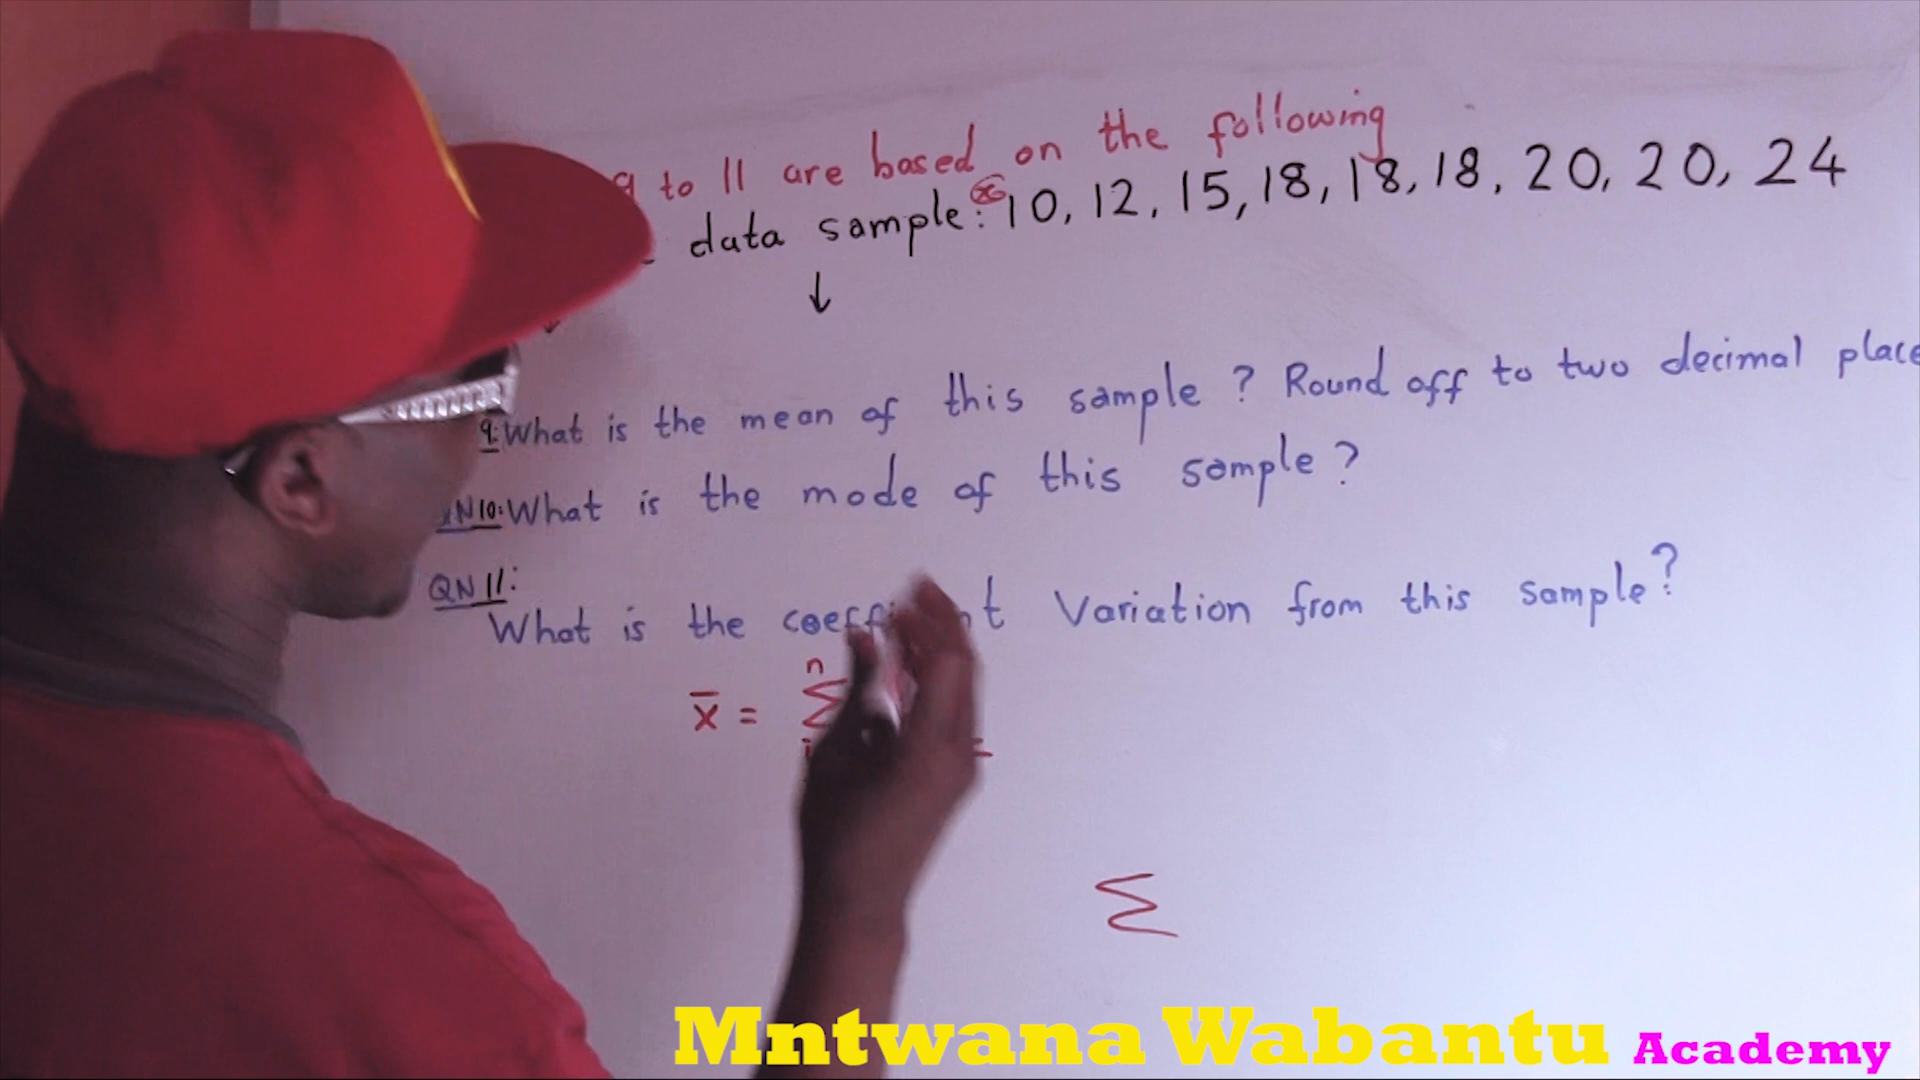 9 to 11 are based on the following
data sample: 10, 12, 15, 18, 18, 18, 20, 20, 24
9: What is the mean of this sample? Round off to two decimal place
N10: What is the mode of this sample?
QN 11:
What is the Variation from this sample?
n
x̄ = Σ
Σ
Mntwana Wabantu Academy